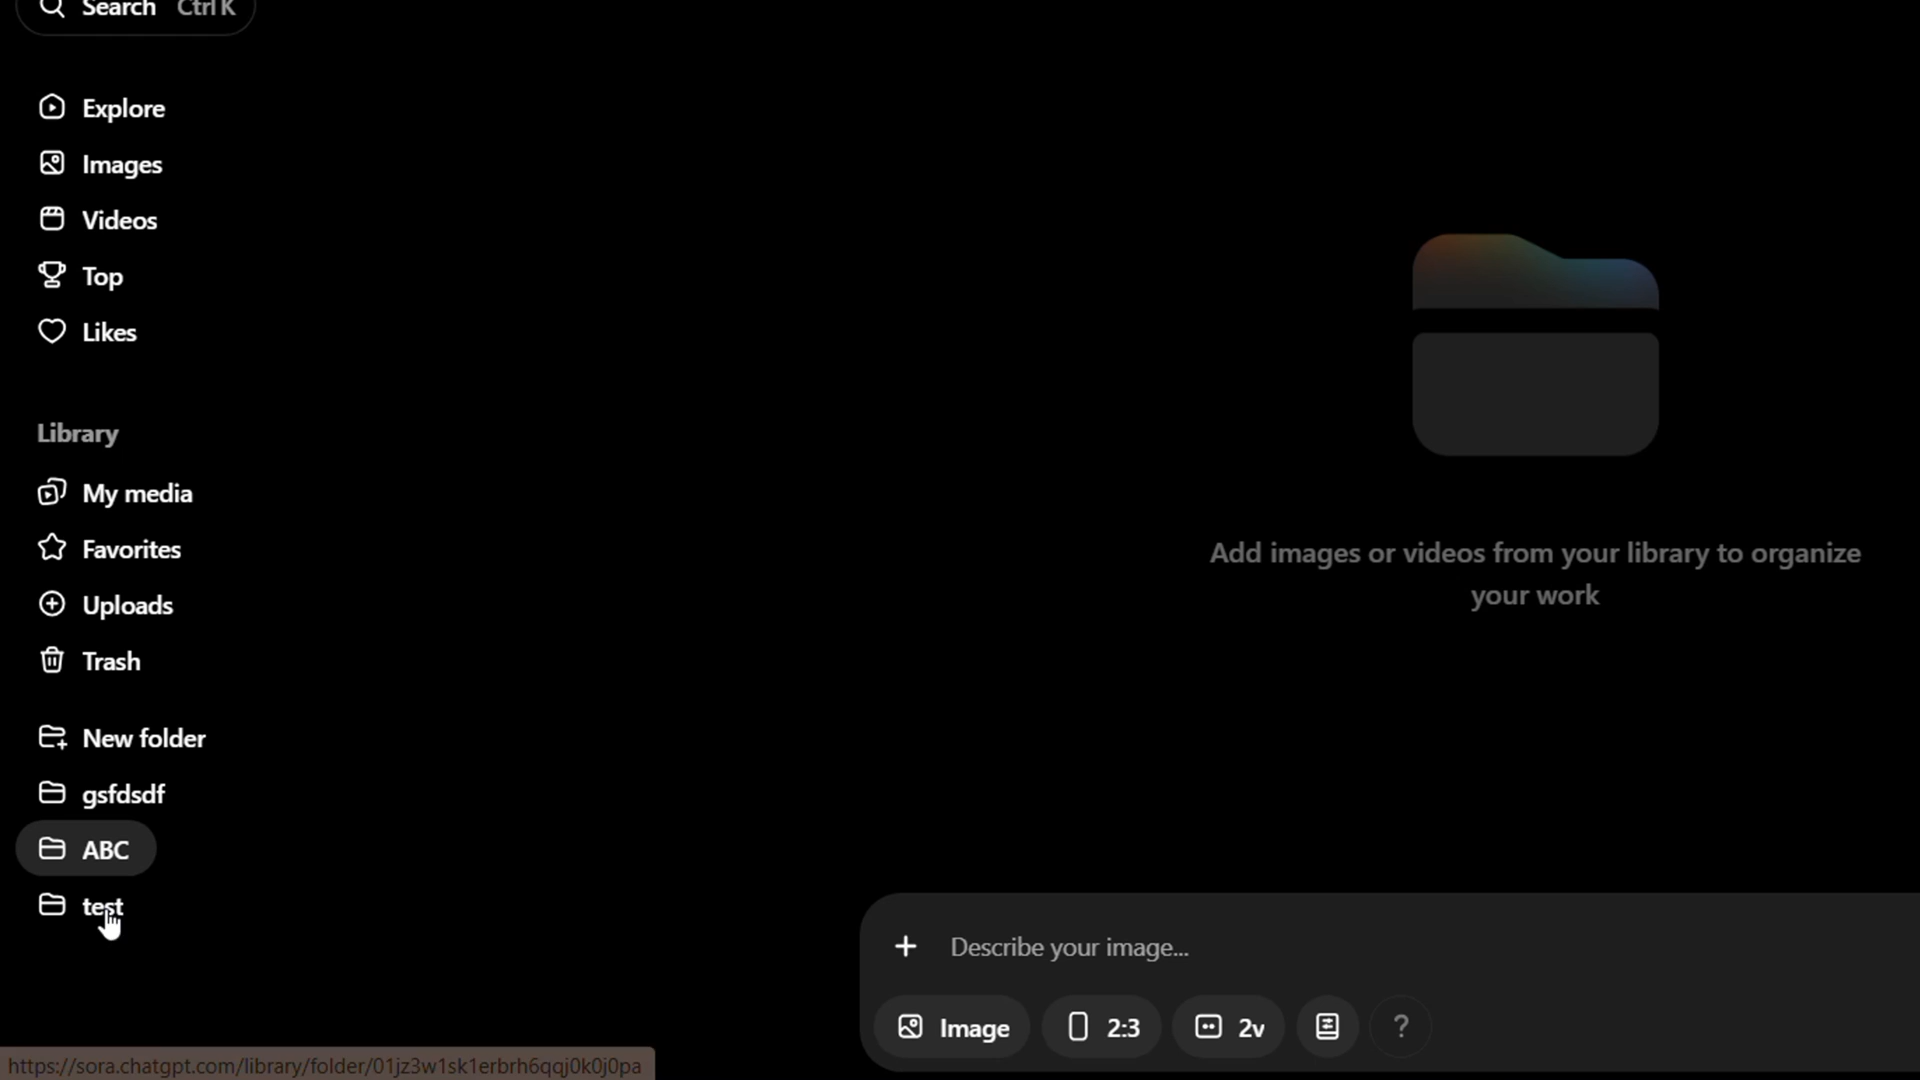 Search Ctrl K
Explore
Images
Videos
Top
Likes
Library
My media
Favorites
Uploads
Trash
New folder
gsfdsdf
ABC
test
Add images or videos from your library to organize
your work
Describe your image...
Image 2:3 2v ?
https://sora.chatgpt.com/library/folder/01jz3w1sk1erbrh6qqj0k0j0pa